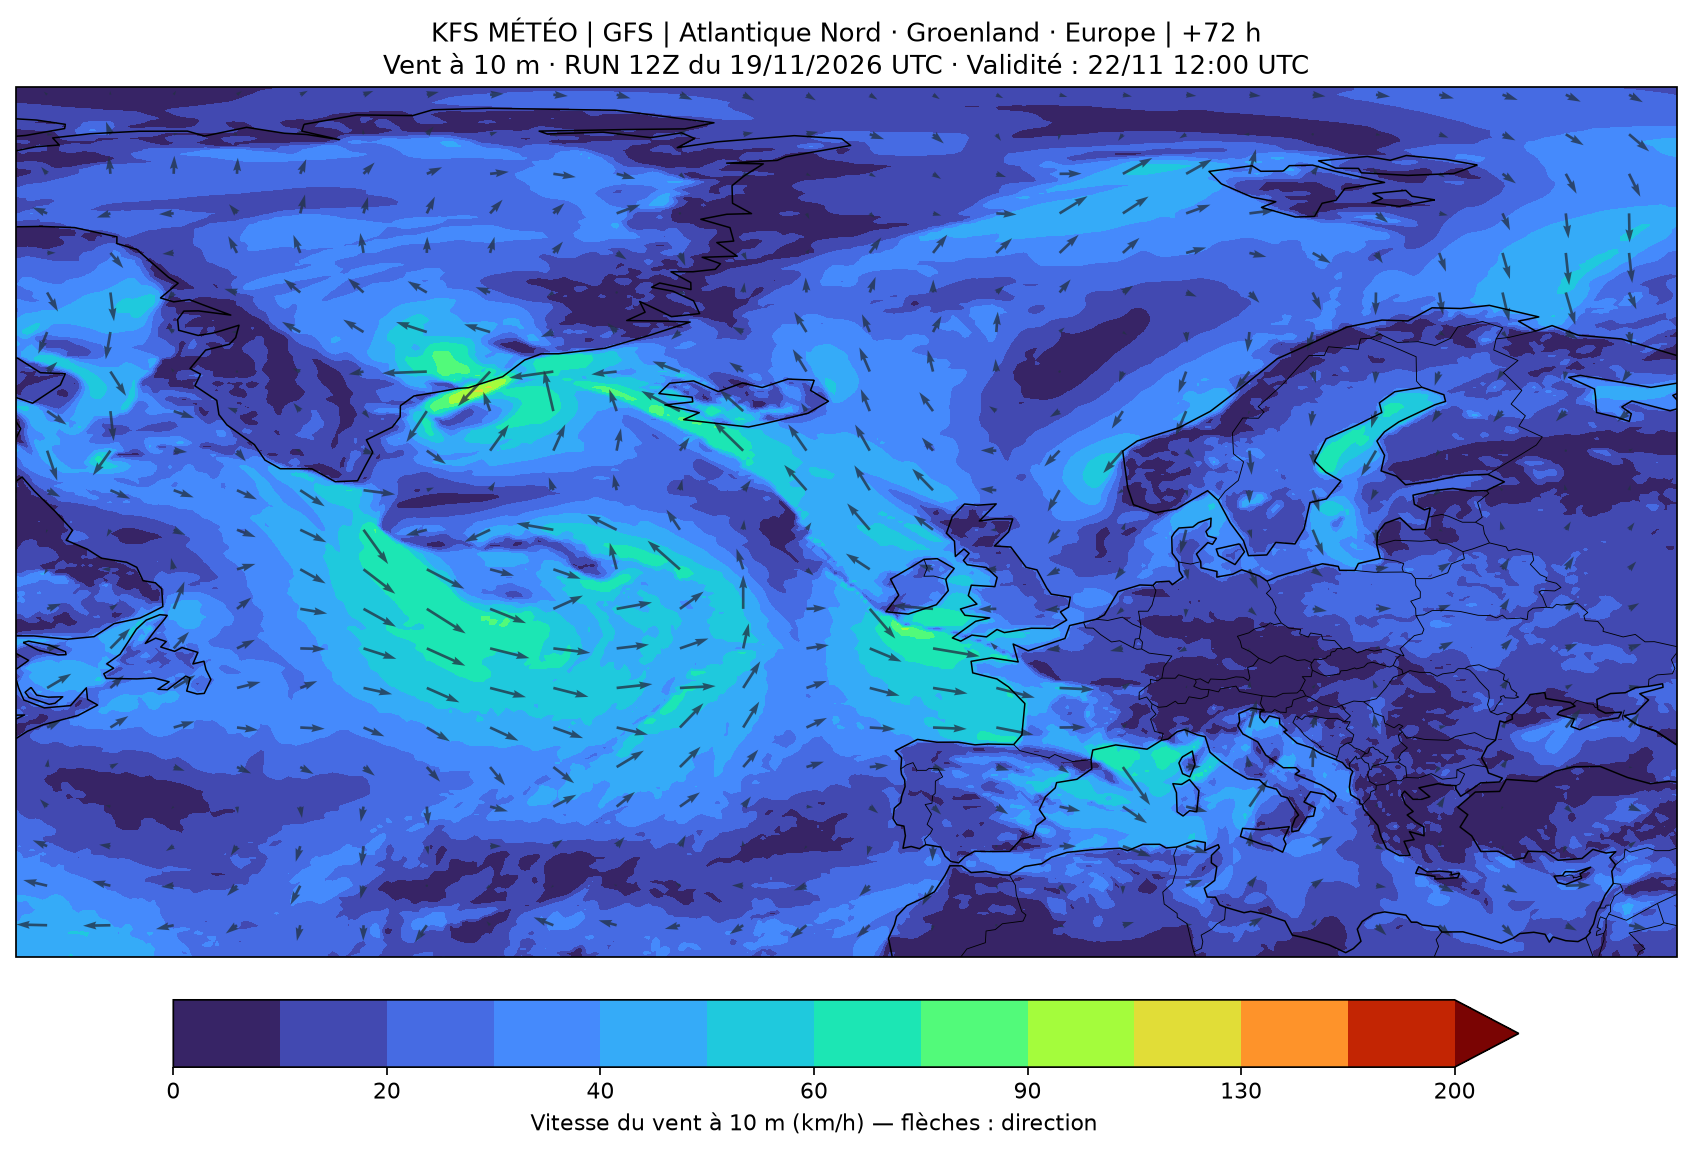 KFS MÉTÉO | GFS | Atlantique Nord · Groenland · Europe | +72 h
Vent à 10 m · RUN 12Z du 19/11/2026 UTC · Validité : 22/11 12:00 UTC
0 20 40 60 90 130 200
Vitesse du vent à 10 m (km/h) — flèches : direction